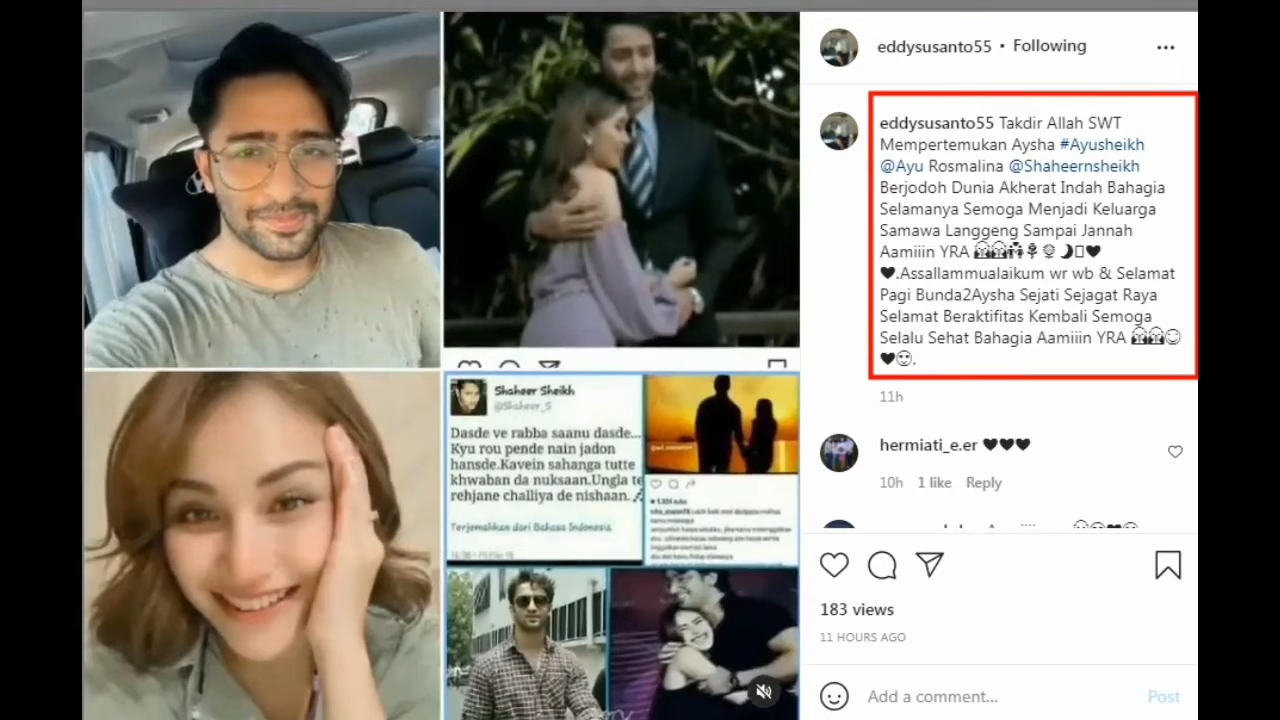 eddysusanto55 • Following
eddysusanto55 Takdir Allah SWT
Mempertemukan Aysha #Ayusheikh
@Ayu Rosmalina @Shaheernsheikh
Berjodoh Dunia Akherat Indah Bahagia
Selamanya Semoga Menjadi Keluarga
Samawa Langgeng Sampai Jannah
Aamiiin YRA
.Assallammualaikum wr wb & Selamat
Pagi Bunda2Aysha Sejati Sejagat Raya
Selamat Beraktifitas Kembali Semoga
Selalu Sehat Bahagia Aamiiin YRA
.
11h
hermiati_e.er
10h 1 like Reply
183 views
11 HOURS AGO
Add a comment... Post
Shaheer Sheikh
@Shaheer_S
Dasde ve rabba saanu dasde...
Kyu rou pende nain jadon
hansde.Kavein sahanga tutte
khwaban da nuksaan.Ungla te
rehjane challiya de nishaan.
Terjemahkan dari Bahasa Indonesia